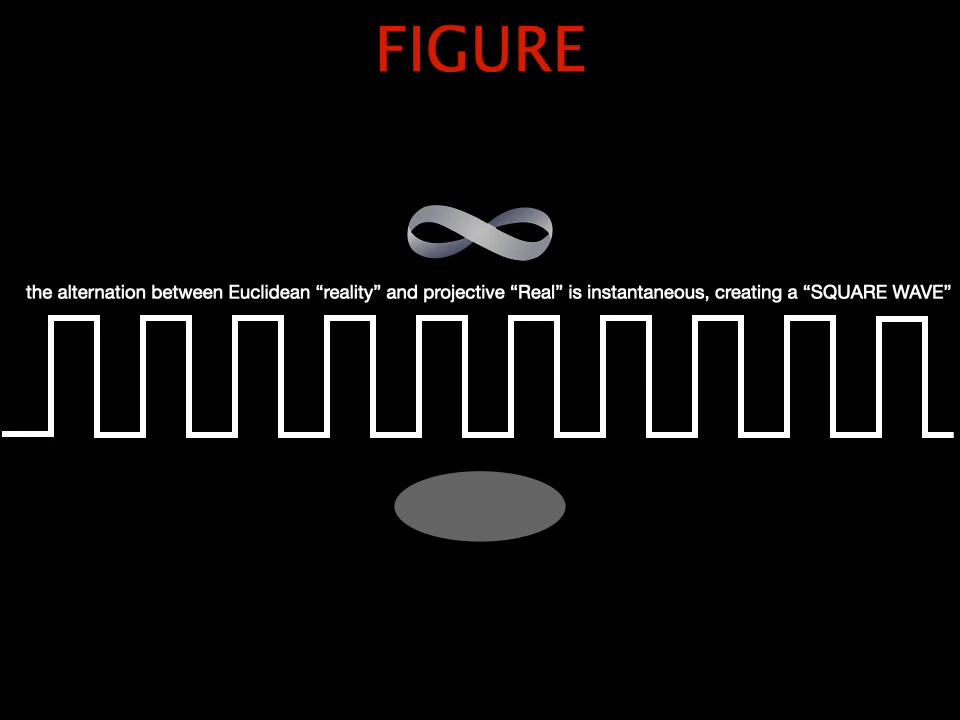 FIGURE
the alternation between Euclidean “reality” and projective “Real” is instantaneous, creating a “SQUARE WAVE”